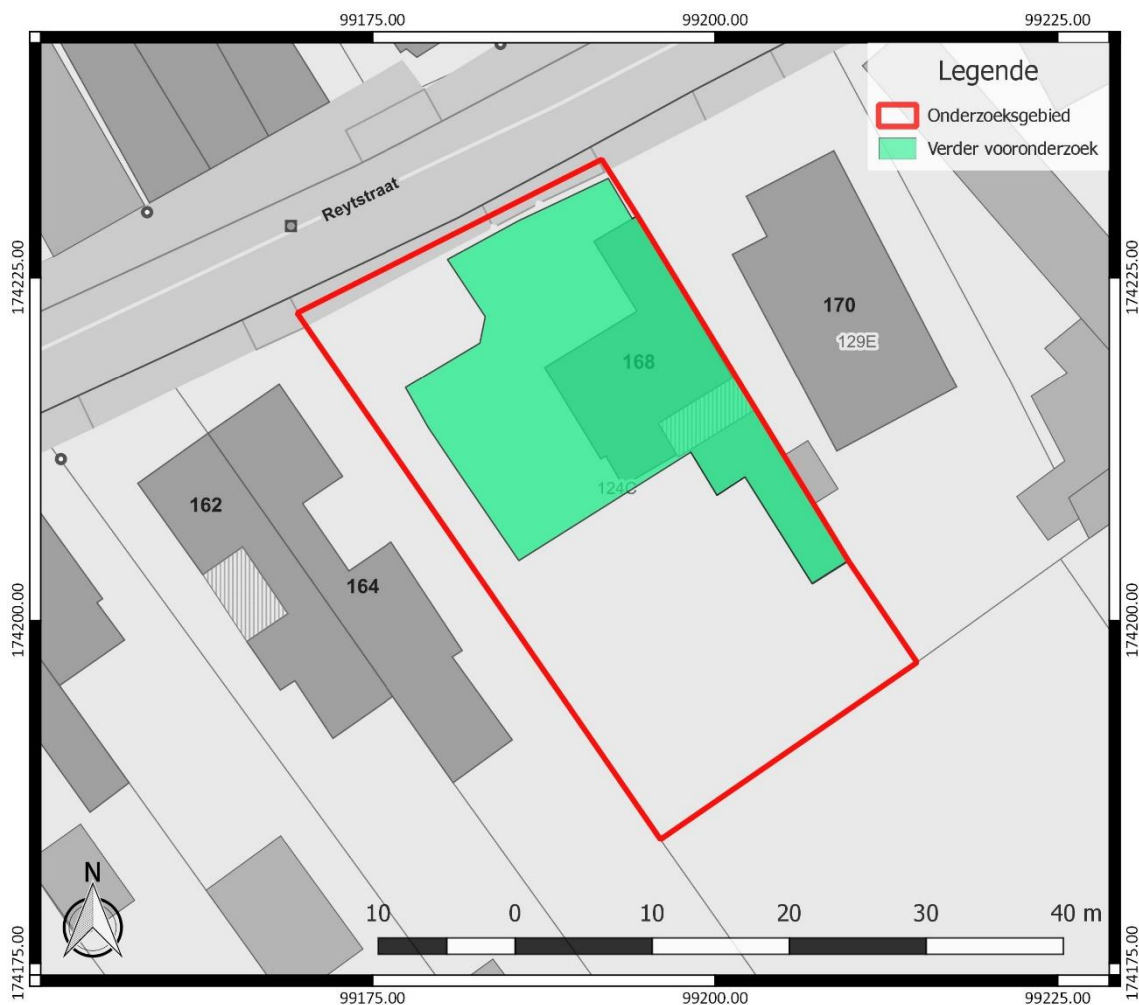 99175.00 99200.00 99225.00
Legende
Onderzoeksgebied
Verder vooronderzoek
Reytstraat
174225.00 174225.00
170
129E
168
124C
162
164
174200.00 174200.00
N
10 0 10 20 30 40 m
174175.00 174175.00
99175.00 99200.00 99225.00